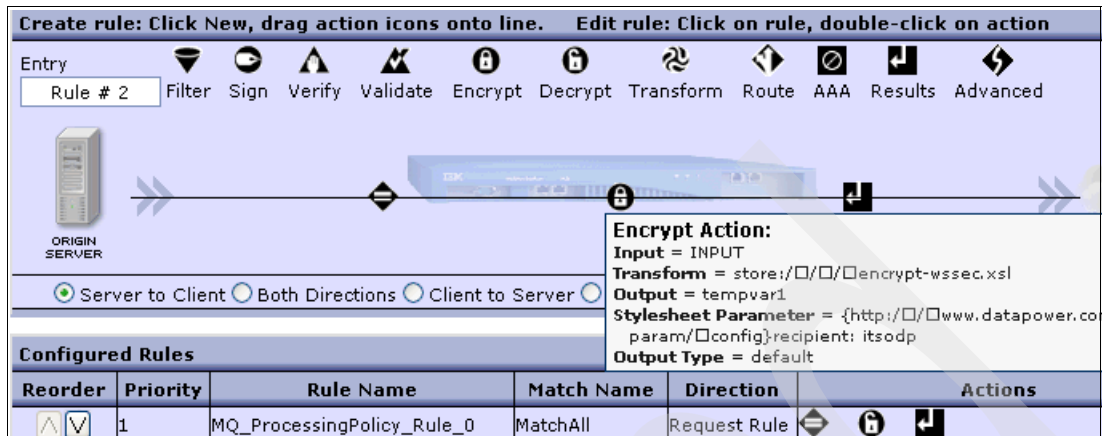 Create rule: Click New, drag action icons onto line. Edit rule: Click on rule, double-click on action
Entry
Rule # 2
Filter Sign Verify Validate Encrypt Decrypt Transform Route AAA Results Advanced
ORIGIN
SERVER
Encrypt Action:
Input = INPUT
Transform = store:/□/□/□encrypt-wssec.xsl
Output = tempvar1
Stylesheet Parameter = {http:/□/□www.datapower.co
param/□config}recipient: itsodp
Output Type = default
Server to Client Both Directions Client to Server
Configured Rules
Reorder Priority Rule Name Match Name Direction Actions
1 MQ_ProcessingPolicy_Rule_0 MatchAll Request Rule